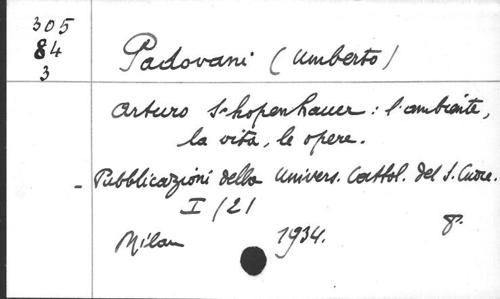 305
84
3
Padovani (Umberto)
Arturo Schopenhauer: l'ambiente,
la vita, le opere.
- Pubblicazioni della Univers. Cattol. del S. Cuore.
I /21
Milan 1934. 8º.